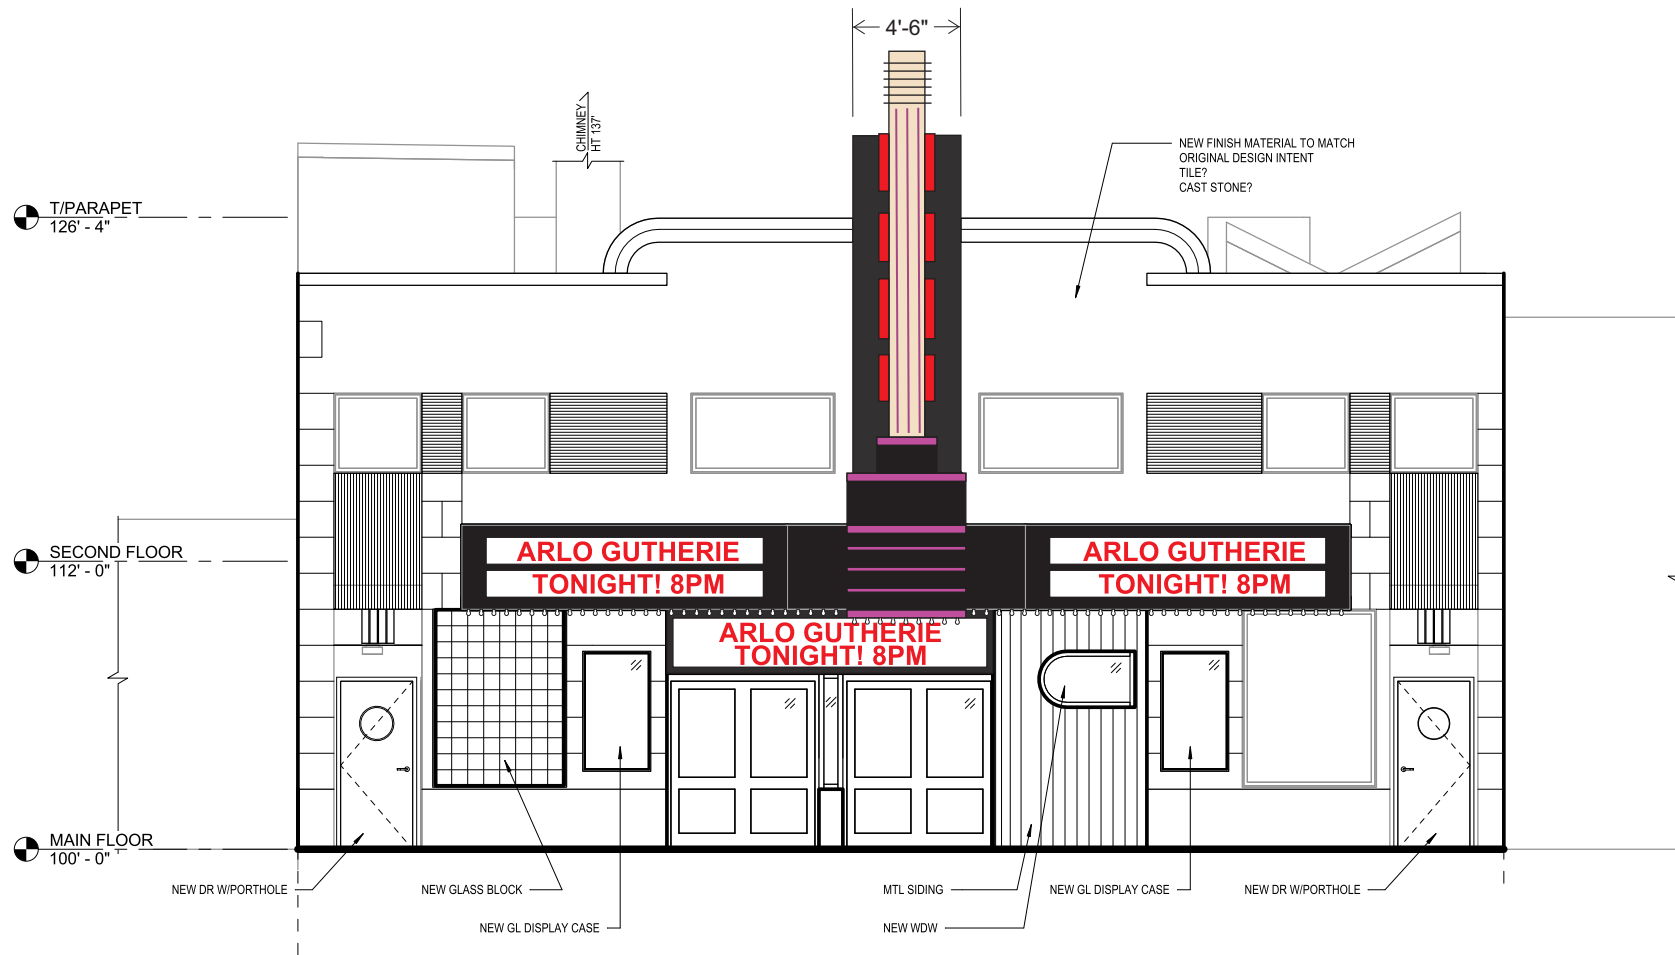 4'-6"
CHIMNEY
HT 137'
NEW FINISH MATERIAL TO MATCH
ORIGINAL DESIGN INTENT
TILE?
CAST STONE?
T/PARAPET
126' - 4"
SECOND FLOOR
112' - 0"
ARLO GUTHERIE
TONIGHT! 8PM
ARLO GUTHERIE
TONIGHT! 8PM
ARLO GUTHERIE
TONIGHT! 8PM
MAIN FLOOR
100' - 0"
NEW DR W/PORTHOLE
NEW GLASS BLOCK
MTL SIDING
NEW GL DISPLAY CASE
NEW DR W/PORTHOLE
NEW GL DISPLAY CASE
NEW WDW